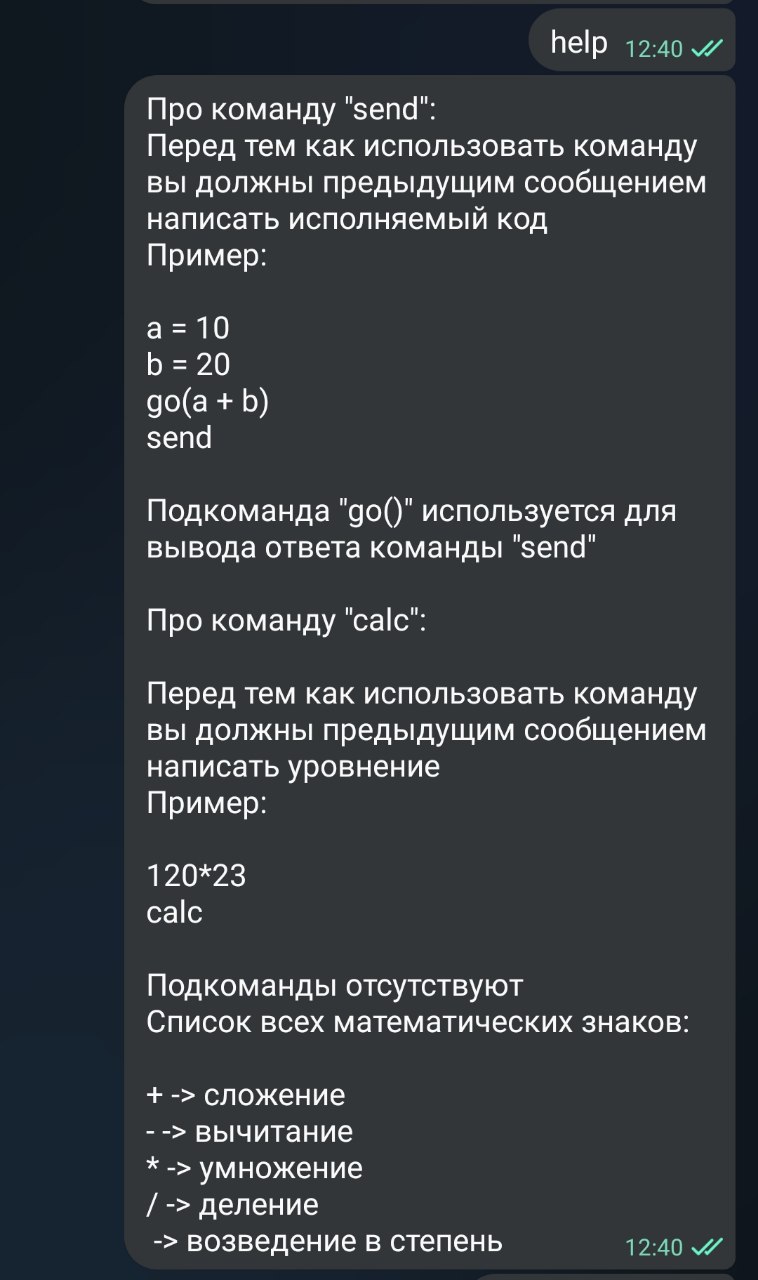 help 12:40
Про команду "send":
Перед тем как использовать команду
вы должны предыдущим сообщением
написать исполняемый код
Пример:
a = 10
b = 20
go(a + b)
send
Подкоманда "go()" используется для
вывода ответа команды "send"
Про команду "calc":
Перед тем как использовать команду
вы должны предыдущим сообщением
написать уровнение
Пример:
120*23
calc
Подкоманды отсутствуют
Список всех математических знаков:
+ -> сложение
- -> вычитание
* -> умножение
/ -> деление
-> возведение в степень 12:40